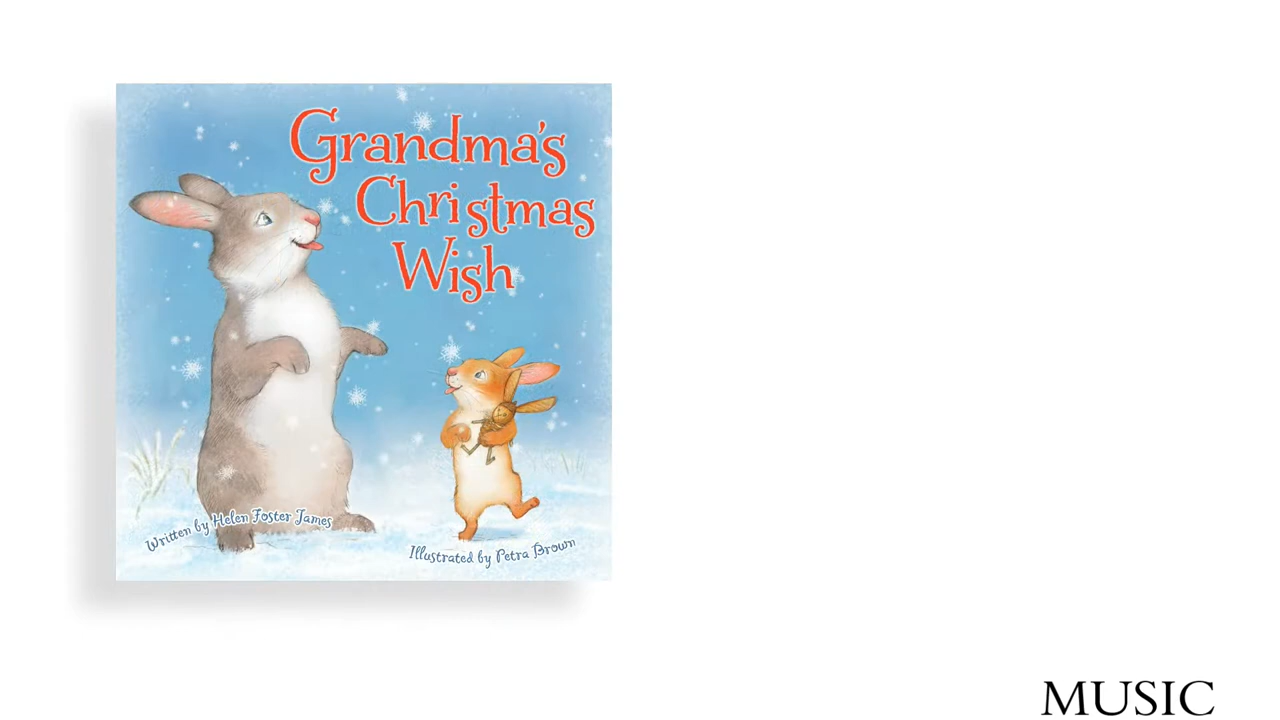 Grandma's
Christmas
Wish
Written by Helen Foster James
Illustrated by Petra Brown
MUSIC